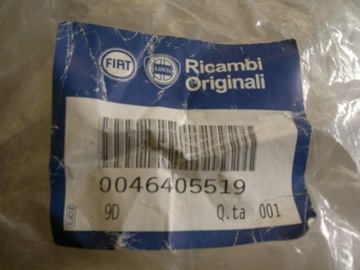 FIAT LANCIA Ricambi
Originali
0046405519
9D Q.ta 001